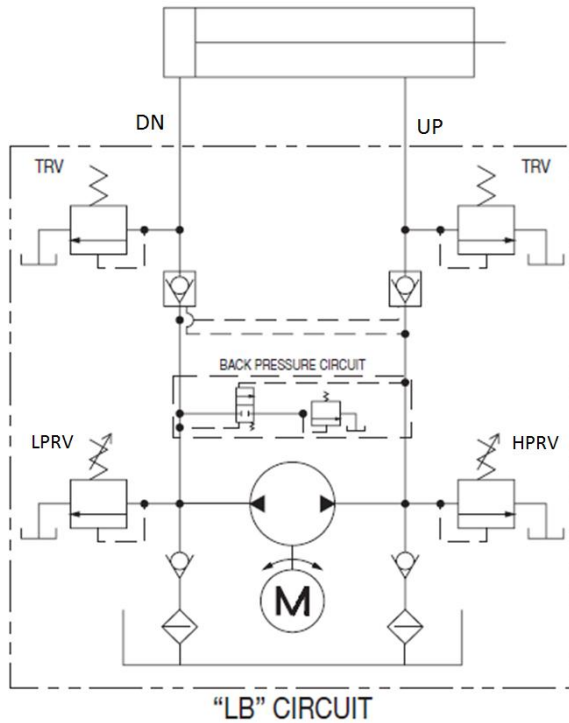 DN
UP
TRV
TRV
BACK PRESSURE CIRCUIT
LPRV
HPRV
M
"LB" CIRCUIT